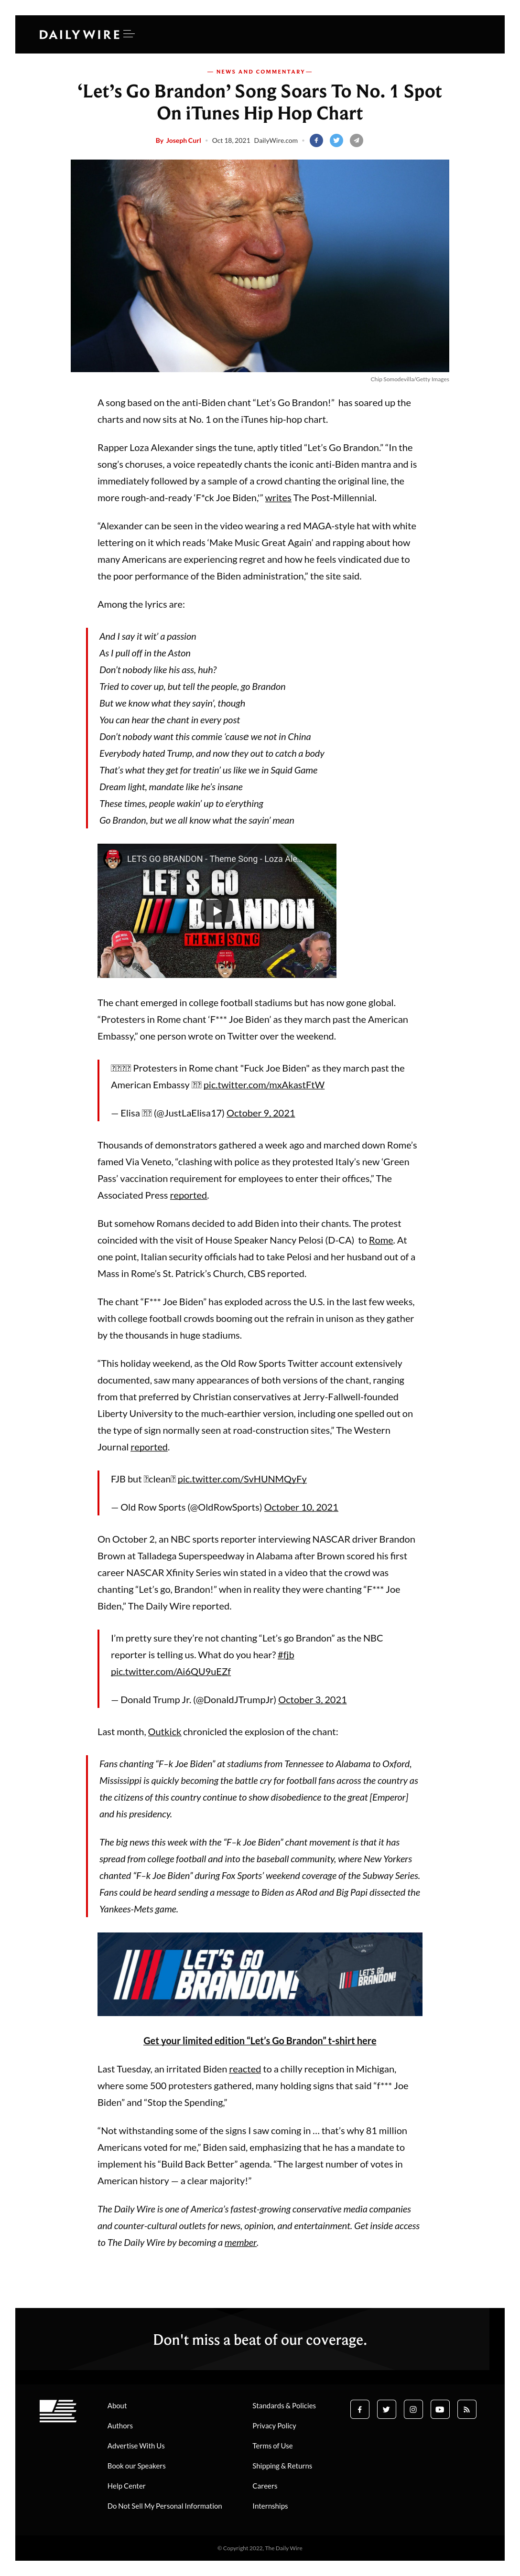 DAILYWIRE
— NEWS AND COMMENTARY —
‘Let’s Go Brandon’ Song Soars To No. 1 Spot
On iTunes Hip Hop Chart
By Joseph Curl · Oct 18, 2021 DailyWire.com ·
Chip Somodevilla/Getty Images
A song based on the anti-Biden chant “Let’s Go Brandon!” has soared up the
charts and now sits at No. 1 on the iTunes hip-hop chart.
Rapper Loza Alexander sings the tune, aptly titled “Let’s Go Brandon.” “In the
song’s choruses, a voice repeatedly chants the iconic anti-Biden mantra and is
immediately followed by a sample of a crowd chanting the original line, the
more rough-and-ready ‘F*ck Joe Biden,'” writes The Post-Millennial.
“Alexander can be seen in the video wearing a red MAGA-style hat with white
lettering on it which reads ‘Make Music Great Again’ and rapping about how
many Americans are experiencing regret and how he feels vindicated due to
the poor performance of the Biden administration,” the site said.
Among the lyrics are:
And I say it wit’ a passion
As I pull off in the Aston
Don’t nobody like his ass, huh?
Tried to cover up, but tell the people, go Brandon
But we know what they sayin’, though
You can hear the chant in every post
Don’t nobody want this commie ‘cause we not in China
Everybody hated Trump, and now they out to catch a body
That’s what they get for treatin’ us like we in Squid Game
Dream light, mandate like he’s insane
These times, people wakin’ up to e’erything
Go Brandon, but we all know what the sayin’ mean
LETS GO BRANDON - Theme Song - Loza Ale...
LET'S GO
BRANDON
THEME SONG
The chant emerged in college football stadiums but has now gone global.
“Protesters in Rome chant ‘F*** Joe Biden’ as they march past the American
Embassy,” one person wrote on Twitter over the weekend.
Protesters in Rome chant "Fuck Joe Biden" as they march past the
American Embassy pic.twitter.com/mxAkastFtW
— Elisa (@JustLaElisa17) October 9, 2021
Thousands of demonstrators gathered a week ago and marched down Rome’s
famed Via Veneto, “clashing with police as they protested Italy’s new ‘Green
Pass’ vaccination requirement for employees to enter their offices,” The
Associated Press reported.
But somehow Romans decided to add Biden into their chants. The protest
coincided with the visit of House Speaker Nancy Pelosi (D-CA) to Rome. At
one point, Italian security officials had to take Pelosi and her husband out of a
Mass in Rome’s St. Patrick’s Church, CBS reported.
The chant “F*** Joe Biden” has exploded across the U.S. in the last few weeks,
with college football crowds booming out the refrain in unison as they gather
by the thousands in huge stadiums.
“This holiday weekend, as the Old Row Sports Twitter account extensively
documented, saw many appearances of both versions of the chant, ranging
from that preferred by Christian conservatives at Jerry-Fallwell-founded
Liberty University to the much-earthier version, including one spelled out on
the type of sign normally seen at road-construction sites,” The Western
Journal reported.
FJB but clean pic.twitter.com/SvHUNMQyFy
— Old Row Sports (@OldRowSports) October 10, 2021
On October 2, an NBC sports reporter interviewing NASCAR driver Brandon
Brown at Talladega Superspeedway in Alabama after Brown scored his first
career NASCAR Xfinity Series win stated in a video that the crowd was
chanting “Let’s go, Brandon!” when in reality they were chanting “F*** Joe
Biden,” The Daily Wire reported.
I’m pretty sure they’re not chanting “Let’s go Brandon” as the NBC
reporter is telling us. What do you hear? #fjb
pic.twitter.com/Ai6QU9uEZf
— Donald Trump Jr. (@DonaldJTrumpJr) October 3, 2021
Last month, Outkick chronicled the explosion of the chant:
Fans chanting “F–k Joe Biden” at stadiums from Tennessee to Alabama to Oxford,
Mississippi is quickly becoming the battle cry for football fans across the country as
the citizens of this country continue to show disobedience to the great [Emperor]
and his presidency.
The big news this week with the “F–k Joe Biden” chant movement is that it has
spread from college football and into the baseball community, where New Yorkers
chanted “F–k Joe Biden” during Fox Sports’ weekend coverage of the Subway Series.
Fans could be heard sending a message to Biden as ARod and Big Papi dissected the
Yankees-Mets game.
LET'S GO
BRANDON!
LET'S GO
BRANDON!
Get your limited edition “Let’s Go Brandon” t-shirt here
Last Tuesday, an irritated Biden reacted to a chilly reception in Michigan,
where some 500 protesters gathered, many holding signs that said “f*** Joe
Biden” and “Stop the Spending,”
“Not withstanding some of the signs I saw coming in … that’s why 81 million
Americans voted for me,” Biden said, emphasizing that he has a mandate to
implement his “Build Back Better” agenda. “The largest number of votes in
American history — a clear majority!”
The Daily Wire is one of America’s fastest-growing conservative media companies
and counter-cultural outlets for news, opinion, and entertainment. Get inside access
to The Daily Wire by becoming a member.
Don't miss a beat of our coverage.
About
Authors
Advertise With Us
Book our Speakers
Help Center
Do Not Sell My Personal Information
Standards & Policies
Privacy Policy
Terms of Use
Shipping & Returns
Careers
Internships
© Copyright 2022, The Daily Wire